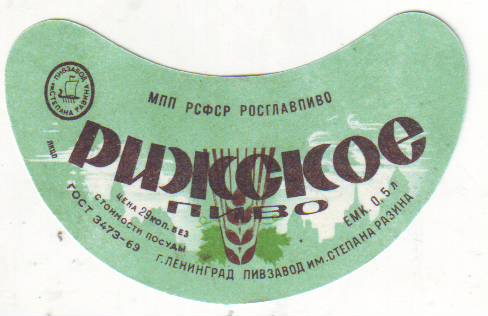 ПИВЗАВОД
ИМ. СТЕПАНА РАЗИНА
МПП РСФСР РОСГЛАВПИВО
РИЖСКОЕ
ПИВО
ЦЕНА 29 КОП. БЕЗ
СТОИМОСТИ ПОСУДЫ
ГОСТ 3473-69
ЕМК. 0,5 л
г. ЛЕНИНГРАД ПИВЗАВОД им. СТЕПАНА РАЗИНА